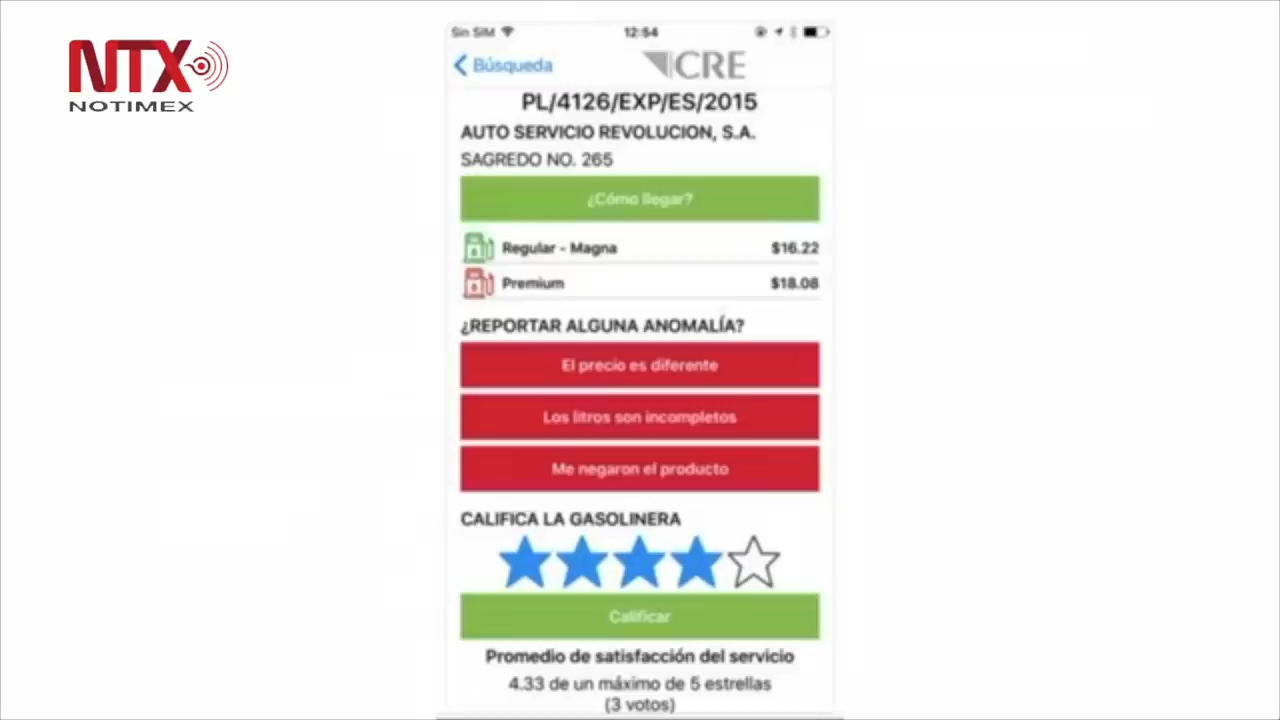 NTX
NOTIMEX
Sin SIM 12:54
Búsqueda CRE
PL/4126/EXP/ES/2015
AUTO SERVICIO REVOLUCION, S.A.
SAGREDO NO. 265
¿Cómo llegar?
Regular - Magna $16.22
Premium $18.08
¿REPORTAR ALGUNA ANOMALÍA?
El precio es diferente
Los litros son incompletos
Me negaron el producto
CALIFICA LA GASOLINERA
Calificar
Promedio de satisfacción del servicio
4.33 de un máximo de 5 estrellas
(3 votos)